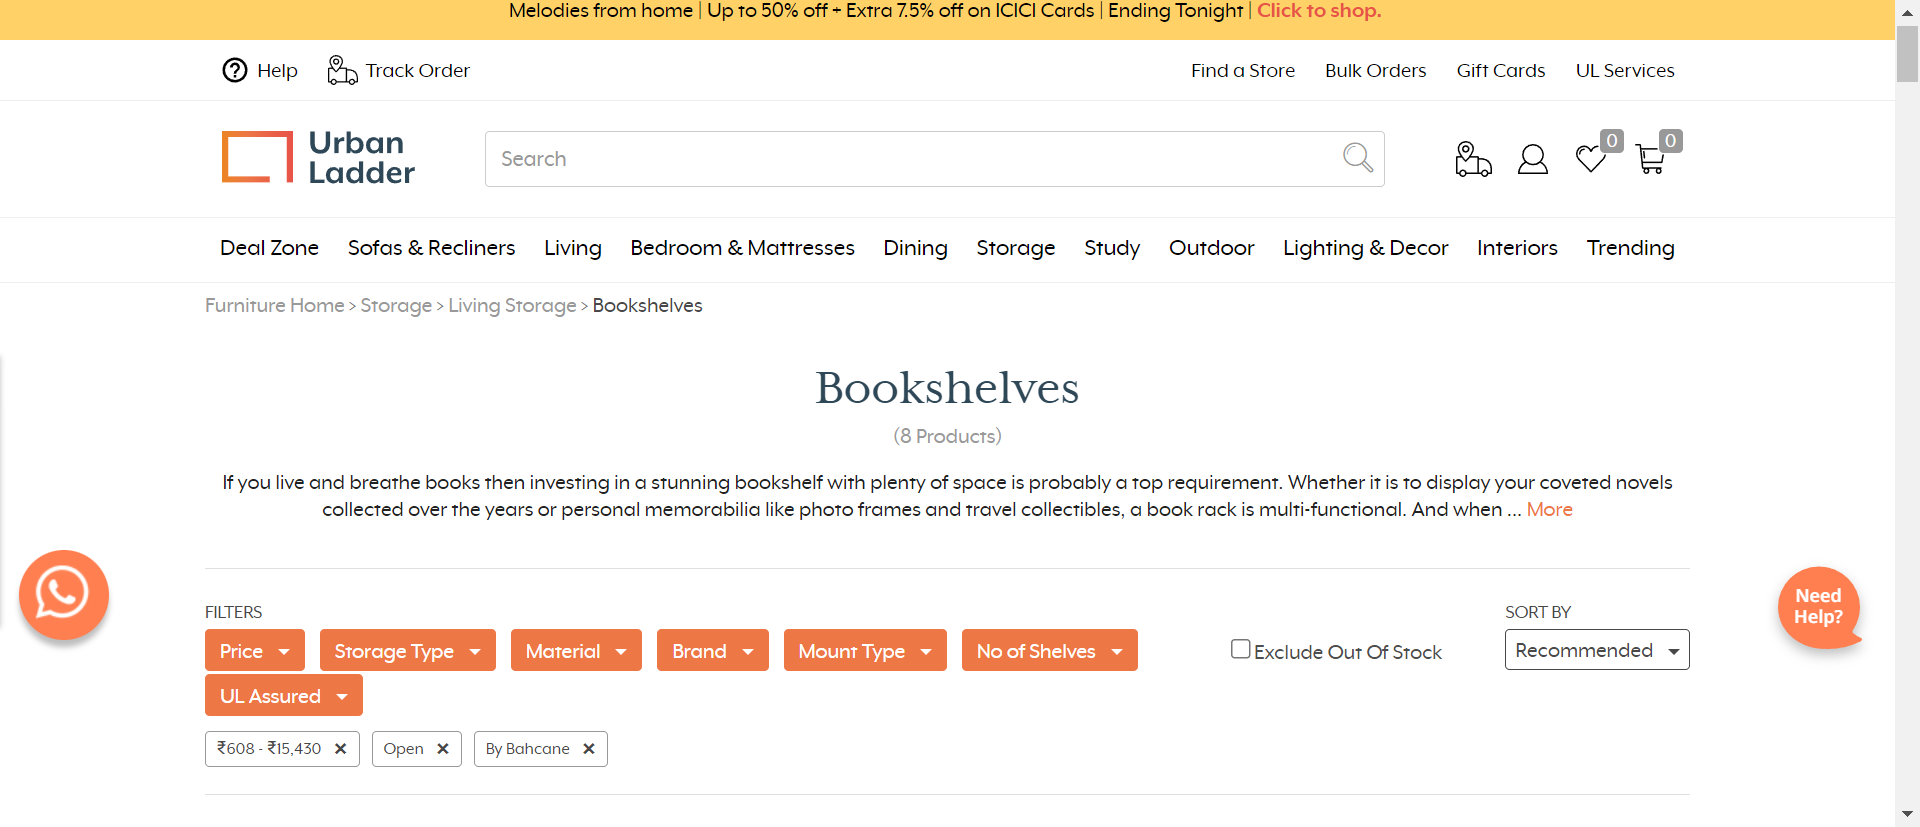 Melodies from home | Up to 50% off + Extra 7.5% off on ICICI Cards | Ending Tonight | Click to shop.
Help Track Order Find a Store Bulk Orders Gift Cards UL Services
Urban Ladder
Search
0 0
Deal Zone Sofas & Recliners Living Bedroom & Mattresses Dining Storage Study Outdoor Lighting & Decor Interiors Trending
Furniture Home > Storage > Living Storage > Bookshelves
Bookshelves
(8 Products)
If you live and breathe books then investing in a stunning bookshelf with plenty of space is probably a top requirement. Whether it is to display your coveted novels
collected over the years or personal memorabilia like photo frames and travel collectibles, a book rack is multi-functional. And when ... More
FILTERS SORT BY
Price Storage Type Material Brand Mount Type No of Shelves Exclude Out Of Stock Recommended
UL Assured
₹608 - ₹15,430 × Open × By Bahcane ×
Need
Help?